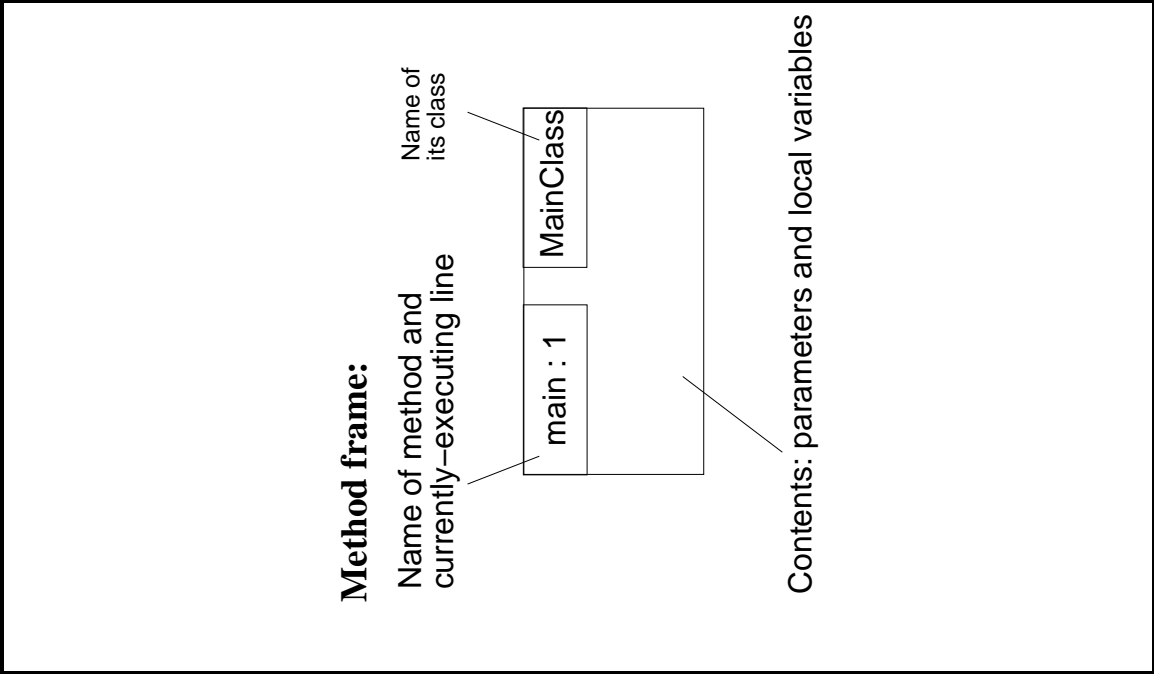 Method frame:
Name of method and
currently–executing line
Name of
its class
main : 1
MainClass
Contents: parameters and local variables